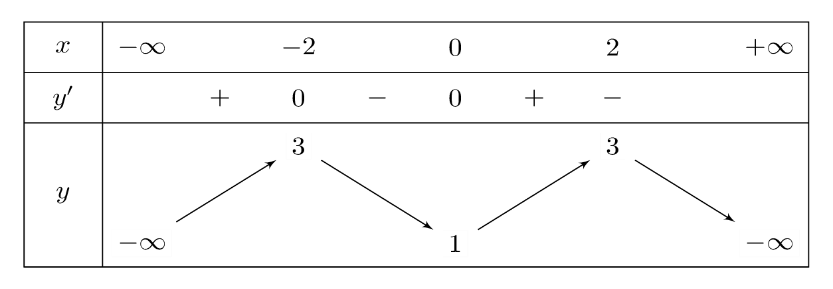 x −∞ −2 0 2 +∞
y′ + 0 − 0 + −
3 3
y
−∞ 1 −∞